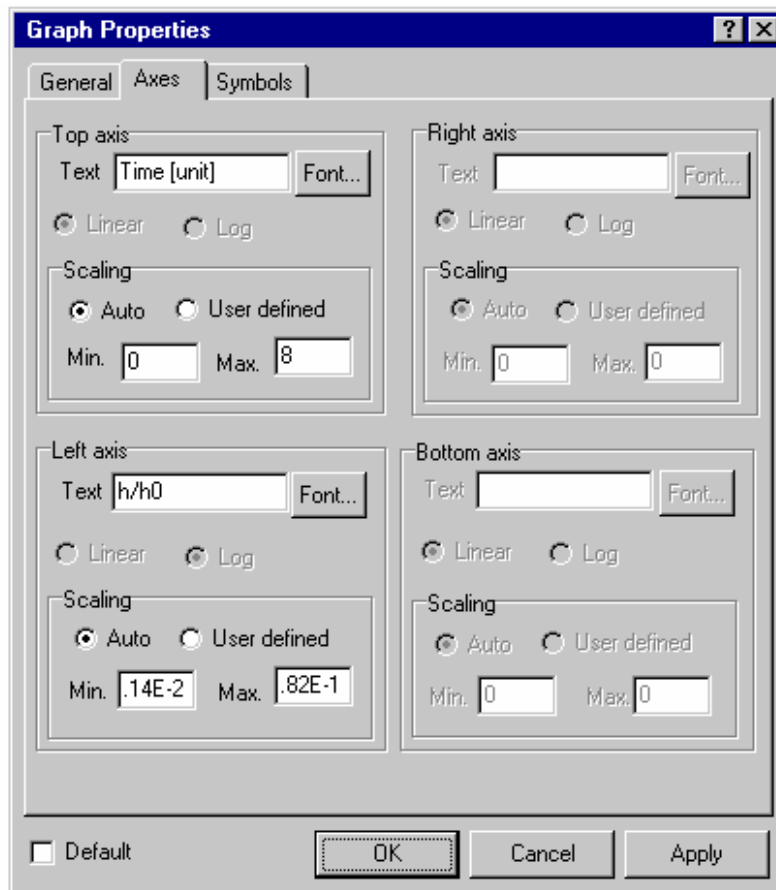 Graph Properties
General Axes Symbols
Top axis
Text Time [unit] Font...
Linear Log
Scaling
Auto User defined
Min. 0 Max. 8
Right axis
Text Font...
Linear Log
Scaling
Auto User defined
Min. 0 Max. 0
Left axis
Text h/h0 Font...
Linear Log
Scaling
Auto User defined
Min. .14E-2 Max. .82E-1
Bottom axis
Text Font...
Linear Log
Scaling
Auto User defined
Min. 0 Max. 0
Default OK Cancel Apply